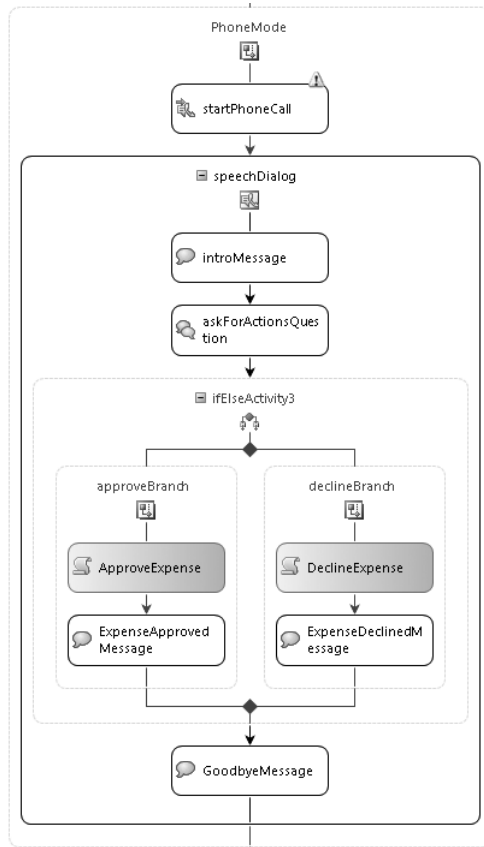 PhoneMode
startPhoneCall
speechDialog
introMessage
askForActionsQues
tion
ifElseActivity3
approveBranch
declineBranch
ApproveExpense
DeclineExpense
ExpenseApproved
Message
ExpenseDeclinedM
essage
GoodbyeMessage